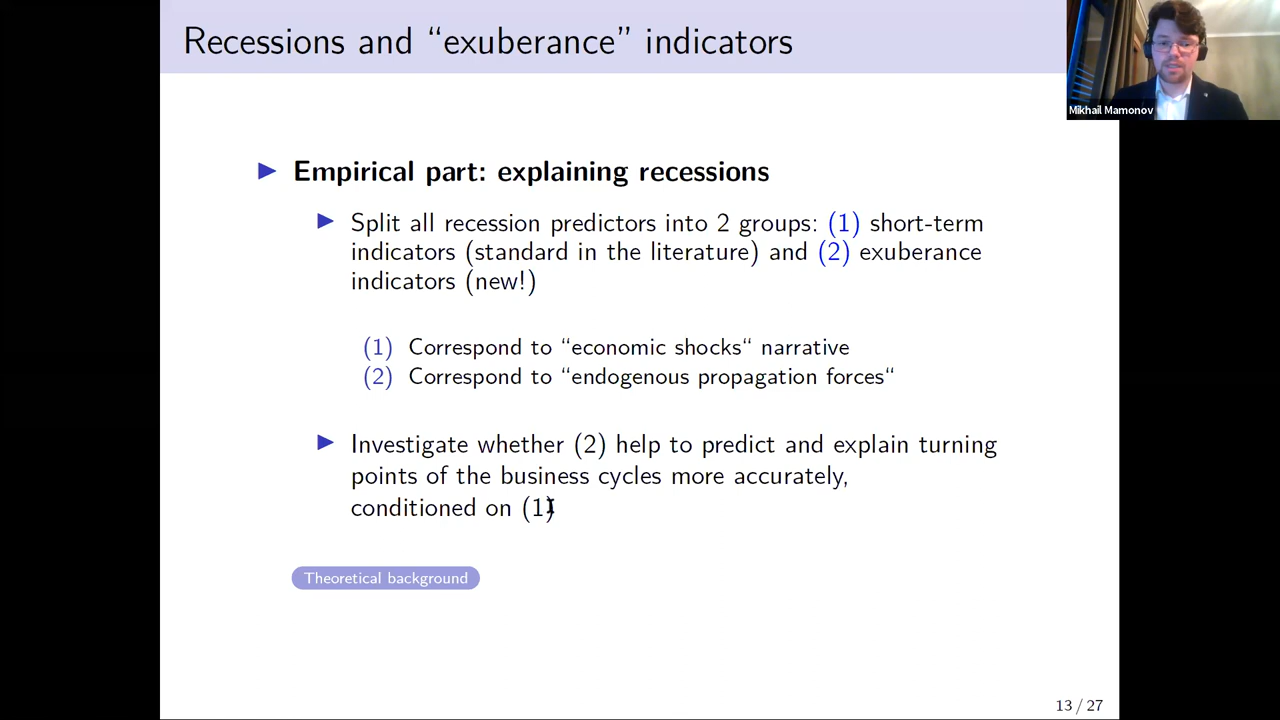 Recessions and “exuberance” indicators
Mikhail Mamonov
Empirical part: explaining recessions
Split all recession predictors into 2 groups: (1) short-term
indicators (standard in the literature) and (2) exuberance
indicators (new!)
(1) Correspond to “economic shocks“ narrative
(2) Correspond to “endogenous propagation forces“
Investigate whether (2) help to predict and explain turning
points of the business cycles more accurately,
conditioned on (1)
Theoretical background
13 / 27